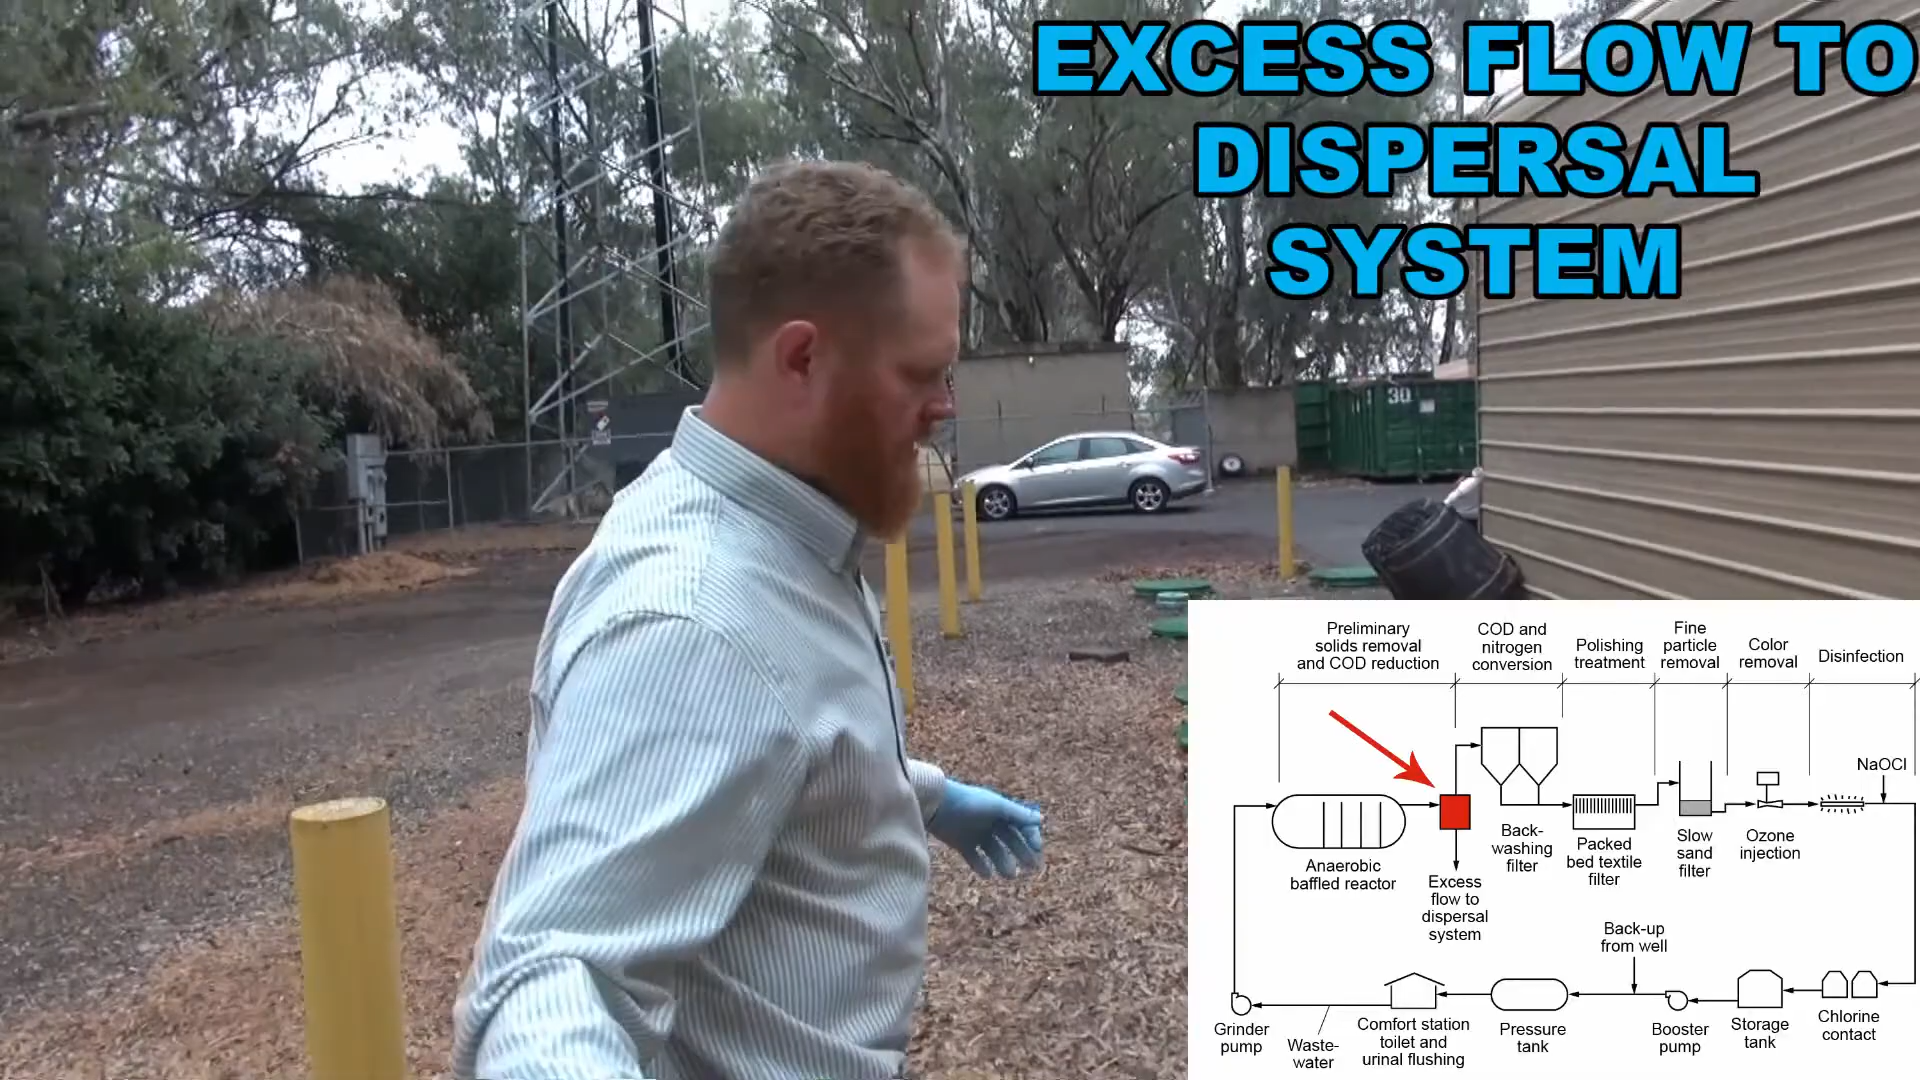 EXCESS FLOW TO
DISPERSAL
SYSTEM
30
Preliminary
solids removal
and COD reduction
COD and
nitrogen
conversion
Polishing
treatment
Fine
particle
removal
Color
removal
Disinfection
NaOCl
Anaerobic
baffled reactor
Excess
flow to
dispersal
system
Back-
washing
filter
Packed
bed textile
filter
Slow
sand
filter
Ozone
injection
Back-up
from well
Grinder
pump
Waste-
water
Comfort station
toilet and
urinal flushing
Pressure
tank
Booster
pump
Storage
tank
Chlorine
contact